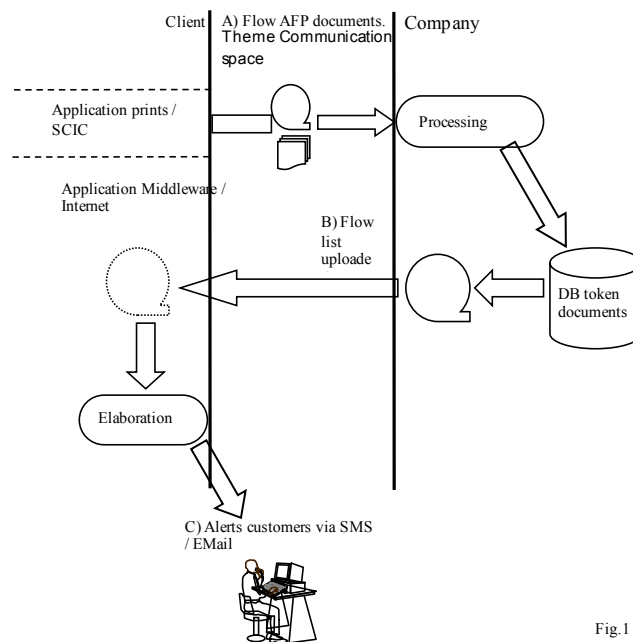 Client
A) Flow AFP documents.
Theme Communication
space
Company
Application prints /
SCIC
Processing
Application Middleware /
Internet
B) Flow
list
uploade
DB token
documents
Elaboration
C) Alerts customers via SMS
/ EMail
Fig.1